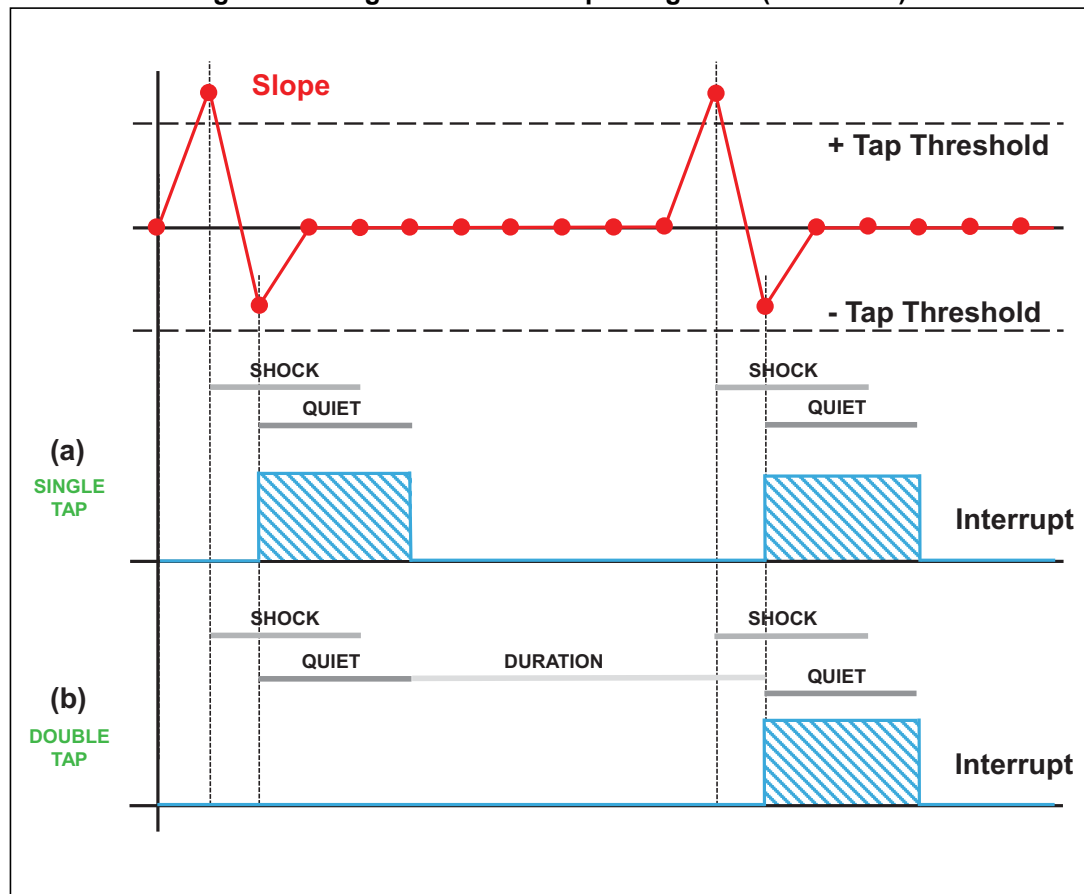 Slope
+ Tap Threshold
- Tap Threshold
SHOCK
SHOCK
QUIET
QUIET
(a)
SINGLE
TAP
Interrupt
SHOCK
SHOCK
QUIET
DURATION
QUIET
(b)
DOUBLE
TAP
Interrupt